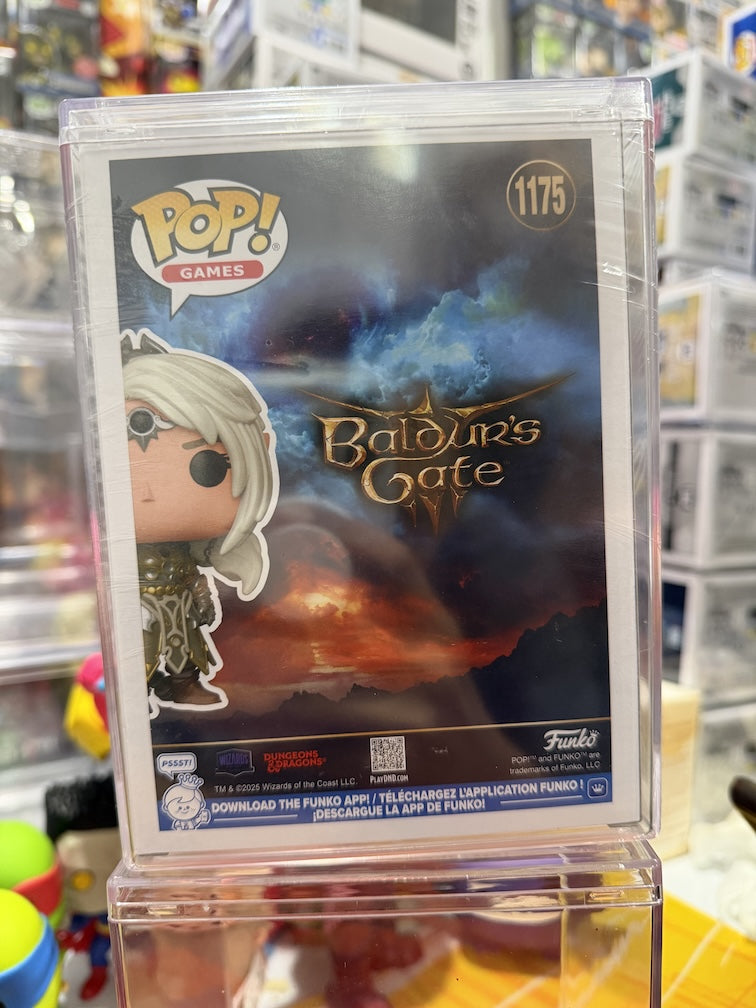 1175
POP!®
GAMES
BALDUR'S
GATE
III
PSSST!
WIZARDS
DUNGEONS
& DRAGONS®
TM & ©2025 Wizards of the Coast LLC.
PLAYDND.COM
Funko
POP!™ and FUNKO™ are
trademarks of Funko, LLC
DOWNLOAD THE FUNKO APP! / TÉLÉCHARGEZ L'APPLICATION FUNKO !
¡DESCARGUE LA APP DE FUNKO!